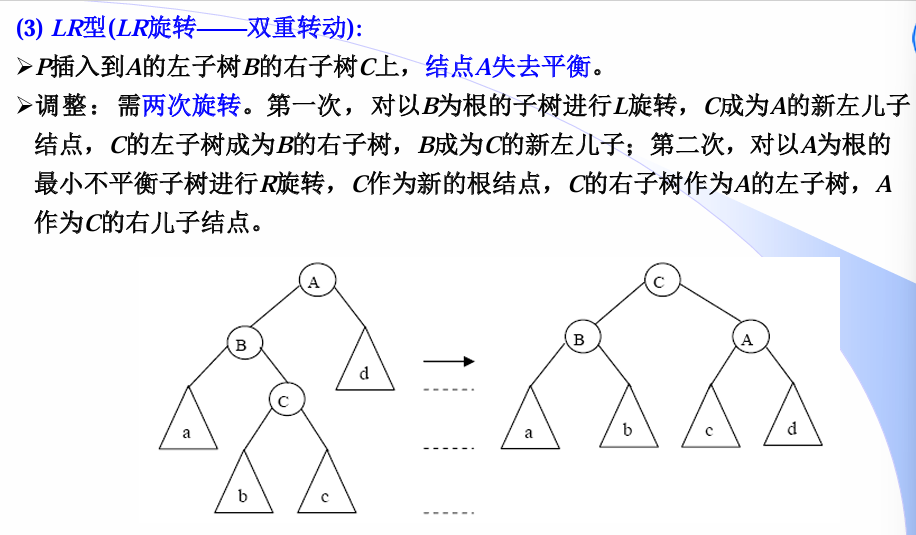 (3) LR型(LR旋转——双重转动):
➢P插入到A的左子树B的右子树C上，结点A失去平衡。
➢调整：需两次旋转。第一次，对以B为根的子树进行L旋转，C成为A的新左儿子
结点，C的左子树成为B的右子树，B成为C的新左儿子；第二次，对以A为根的
最小不平衡子树进行R旋转，C作为新的根结点，C的右子树作为A的左子树，A
作为C的右儿子结点。
A
B
d
C
a
b
c
C
B
A
a
b
c
d